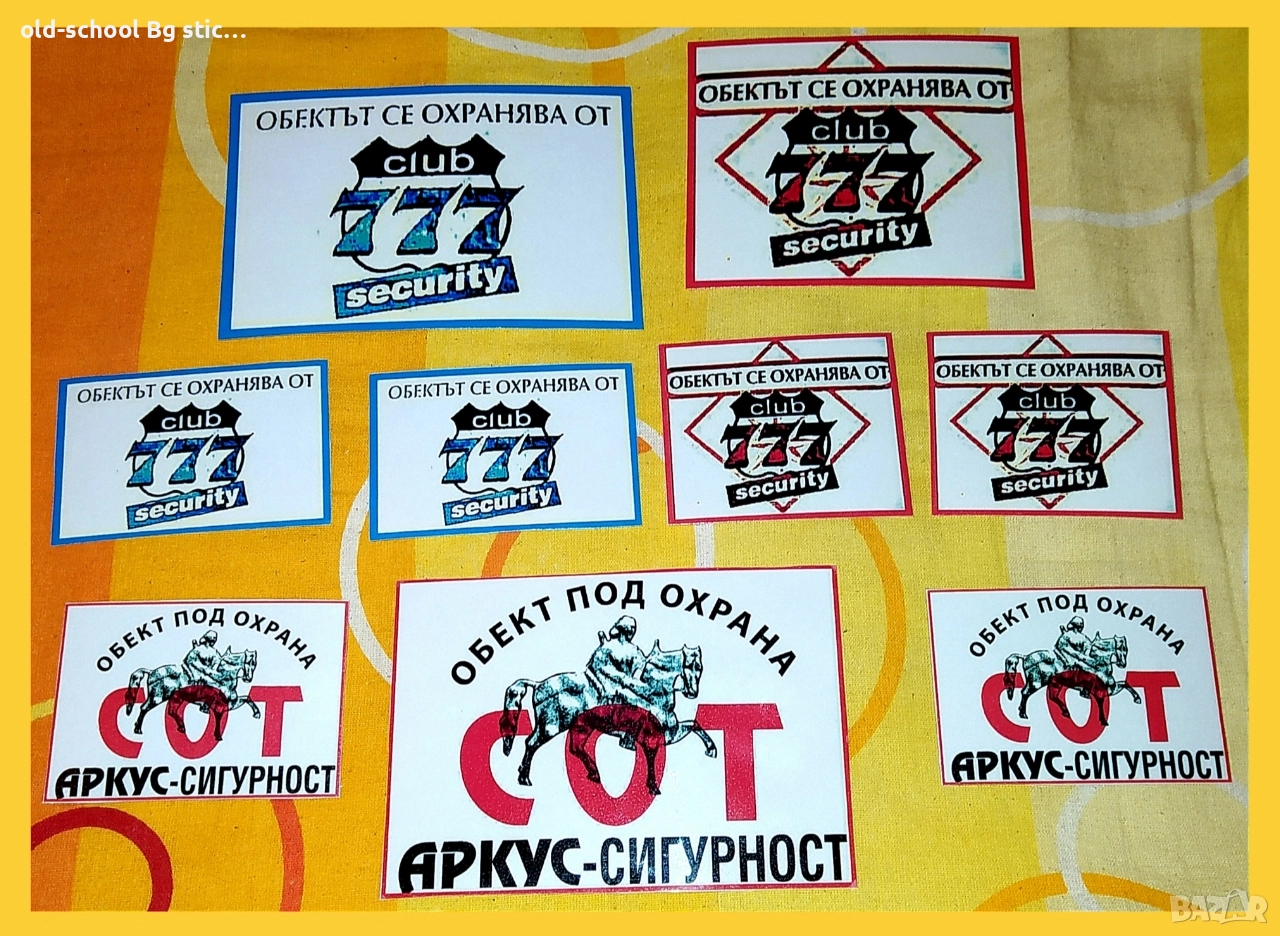 old-school Bg stic...
ОБЕКТЪТ СЕ ОХРАНЯВА ОТ
club
777
security
ОБЕКТЪТ СЕ ОХРАНЯВА ОТ
club
777
security
ОБЕКТЪТ СЕ ОХРАНЯВА ОТ
club
777
security
ОБЕКТЪТ СЕ ОХРАНЯВА ОТ
club
777
security
ОБЕКТЪТ СЕ ОХРАНЯВА ОТ
club
777
security
ОБЕКТЪТ СЕ ОХРАНЯВА ОТ
club
777
security
ОБЕКТ ПОД ОХРАНА
СОТ
АРКУС-СИГУРНОСТ
ОБЕКТ ПОД ОХРАНА
СОТ
АРКУС-СИГУРНОСТ
ОБЕКТ ПОД ОХРАНА
СОТ
АРКУС-СИГУРНОСТ
BAZAR